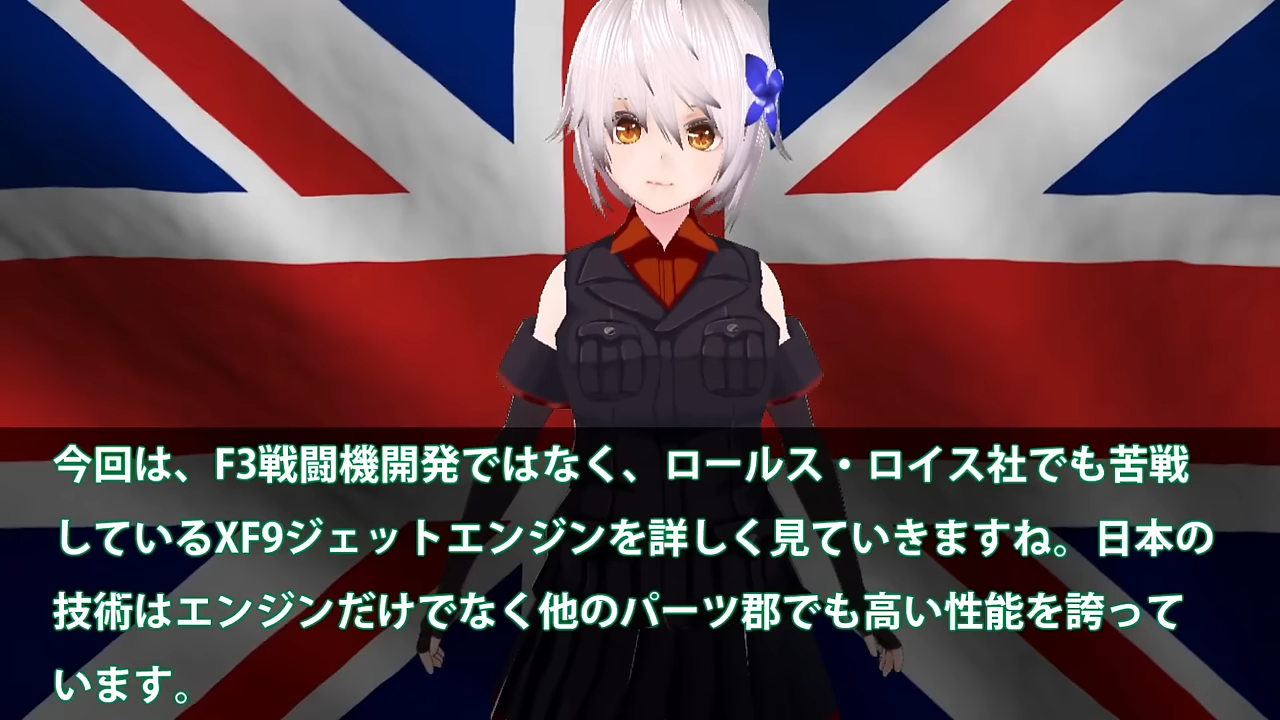 今回は、F3戦闘機開発ではなく、ロールス・ロイス社でも苦戦
しているXF9ジェットエンジンを詳しく見ていきますね。日本の
技術はエンジンだけでなく他のパーツ郡でも高い性能を誇って
います。